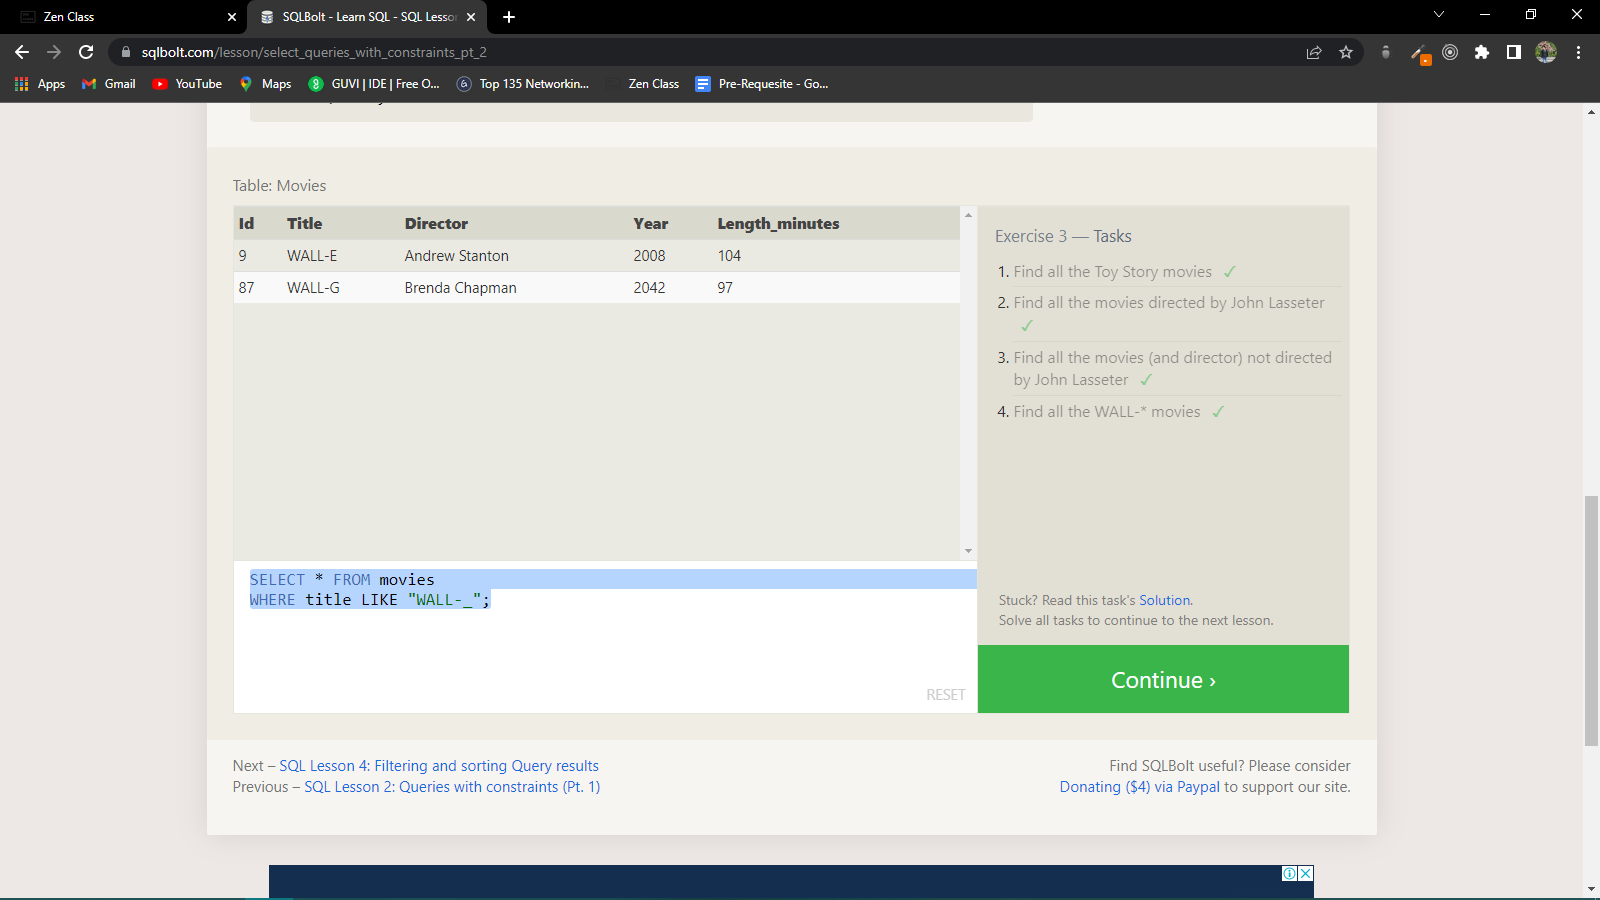 Zen Class
SQLBolt - Learn SQL - SQL Lesso
sqlbolt.com/lesson/select_queries_with_constraints_pt_2
Apps
Gmail
YouTube
Maps
GUVI | IDE | Free O...
Top 135 Networkin...
Zen Class
Pre-Requesite - Go...
Table: Movies
Id Title Director Year Length_minutes
9 WALL-E Andrew Stanton 2008 104
87 WALL-G Brenda Chapman 2042 97
SELECT * FROM movies
WHERE title LIKE "WALL-_";
RESET
Exercise 3 — Tasks
1. Find all the Toy Story movies ✓
2. Find all the movies directed by John Lasseter
✓
3. Find all the movies (and director) not directed
by John Lasseter ✓
4. Find all the WALL-* movies ✓
Stuck? Read this task's Solution.
Solve all tasks to continue to the next lesson.
Continue ›
Next – SQL Lesson 4: Filtering and sorting Query results
Previous – SQL Lesson 2: Queries with constraints (Pt. 1)
Find SQLBolt useful? Please consider
Donating ($4) via Paypal to support our site.